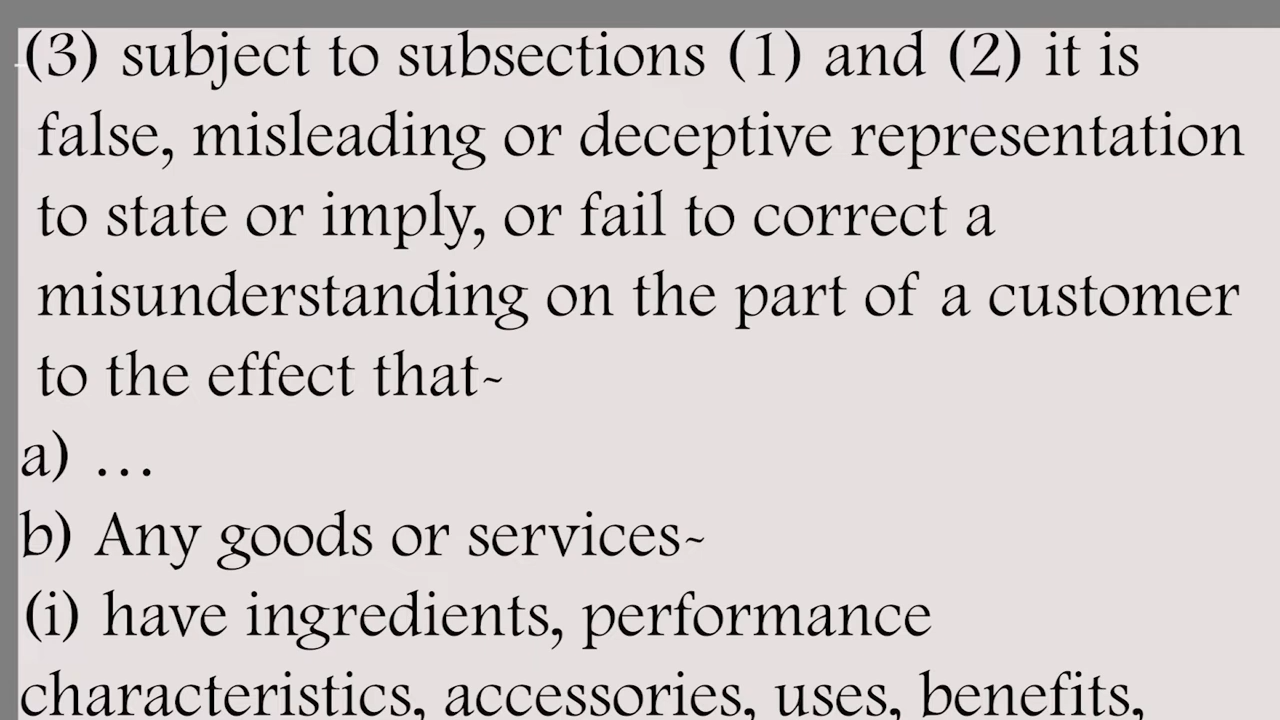 (3) subject to subsections (1) and (2) it is
false, misleading or deceptive representation
to state or imply, or fail to correct a
misunderstanding on the part of a customer
to the effect that~
a) …
b) Any goods or services~
(i) have ingredients, performance
characteristics, accessories, uses, benefits,